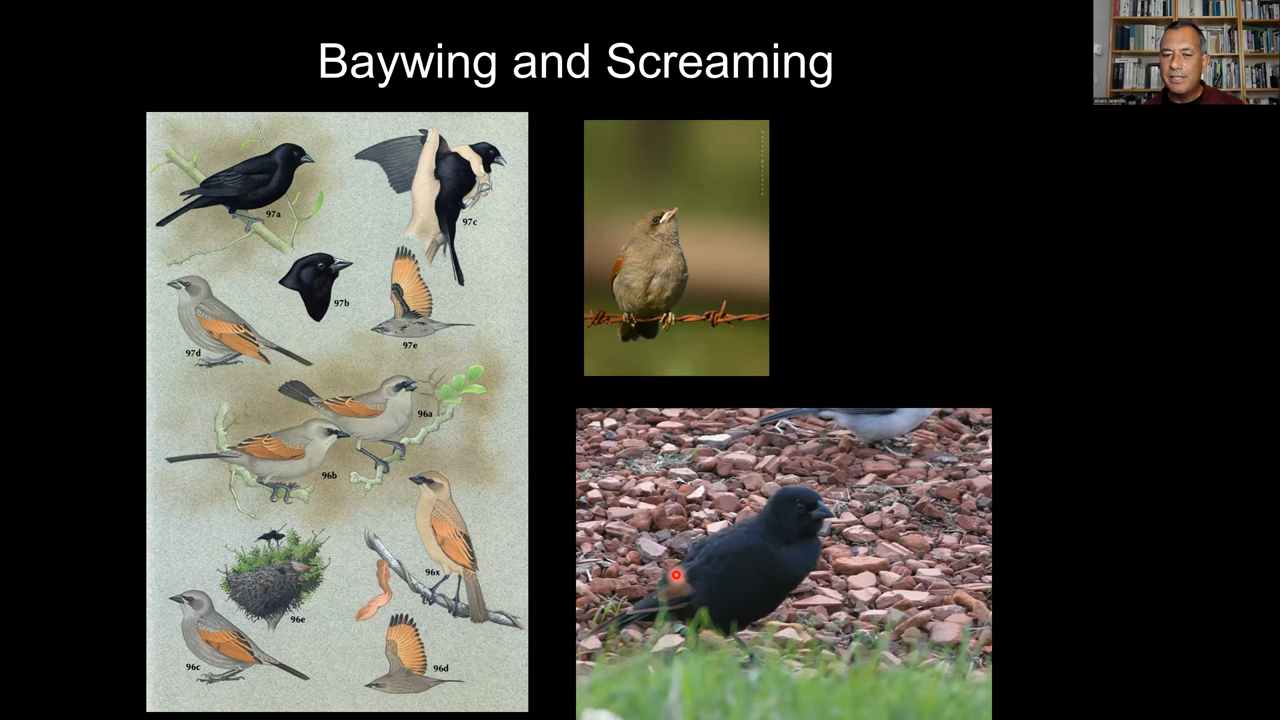 Baywing and Screaming
97a
97c
97b
97d
97e
96a
96b
96x
96e
96c
96d